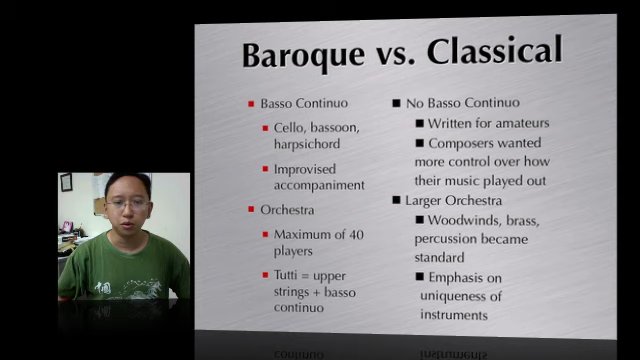 Baroque vs. Classical
Basso Continuo
Cello, bassoon,
harpsichord
Improvised
accompaniment
Orchestra
Maximum of 40
players
Tutti = upper
strings + basso
continuo
No Basso Continuo
Written for amateurs
Composers wanted
more control over how
their music played out
Larger Orchestra
Woodwinds, brass,
percussion became
standard
Emphasis on
uniqueness of
instruments